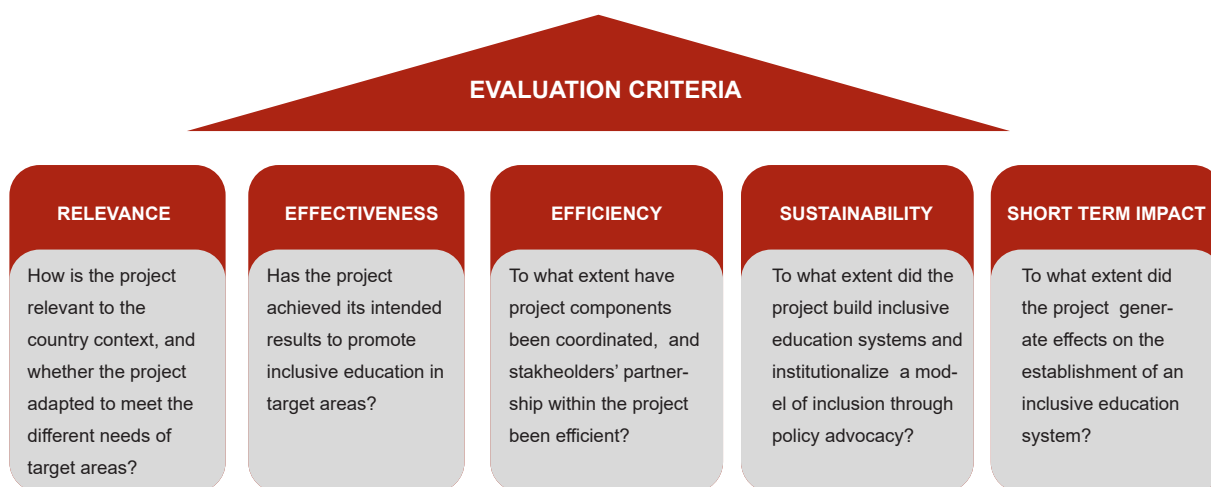 EVALUATION CRITERIA
RELEVANCE
How is the project
relevant to the
country context, and
whether the project
adapted to meet the
different needs of
target areas?
EFFECTIVENESS
Has the project
achieved its intended
results to promote
inclusive education in
target areas?
EFFICIENCY
To what extent have
project components
been coordinated, and
stakheolders' partner-
ship within the project
been efficient?
SUSTAINABILITY
To what extent did the
project build inclusive
education systems and
institutionalize a mod-
el of inclusion through
policy advocacy?
SHORT TERM IMPACT
To what extent did
the project gener-
ate effects on the
establishment of an
inclusive education
system?